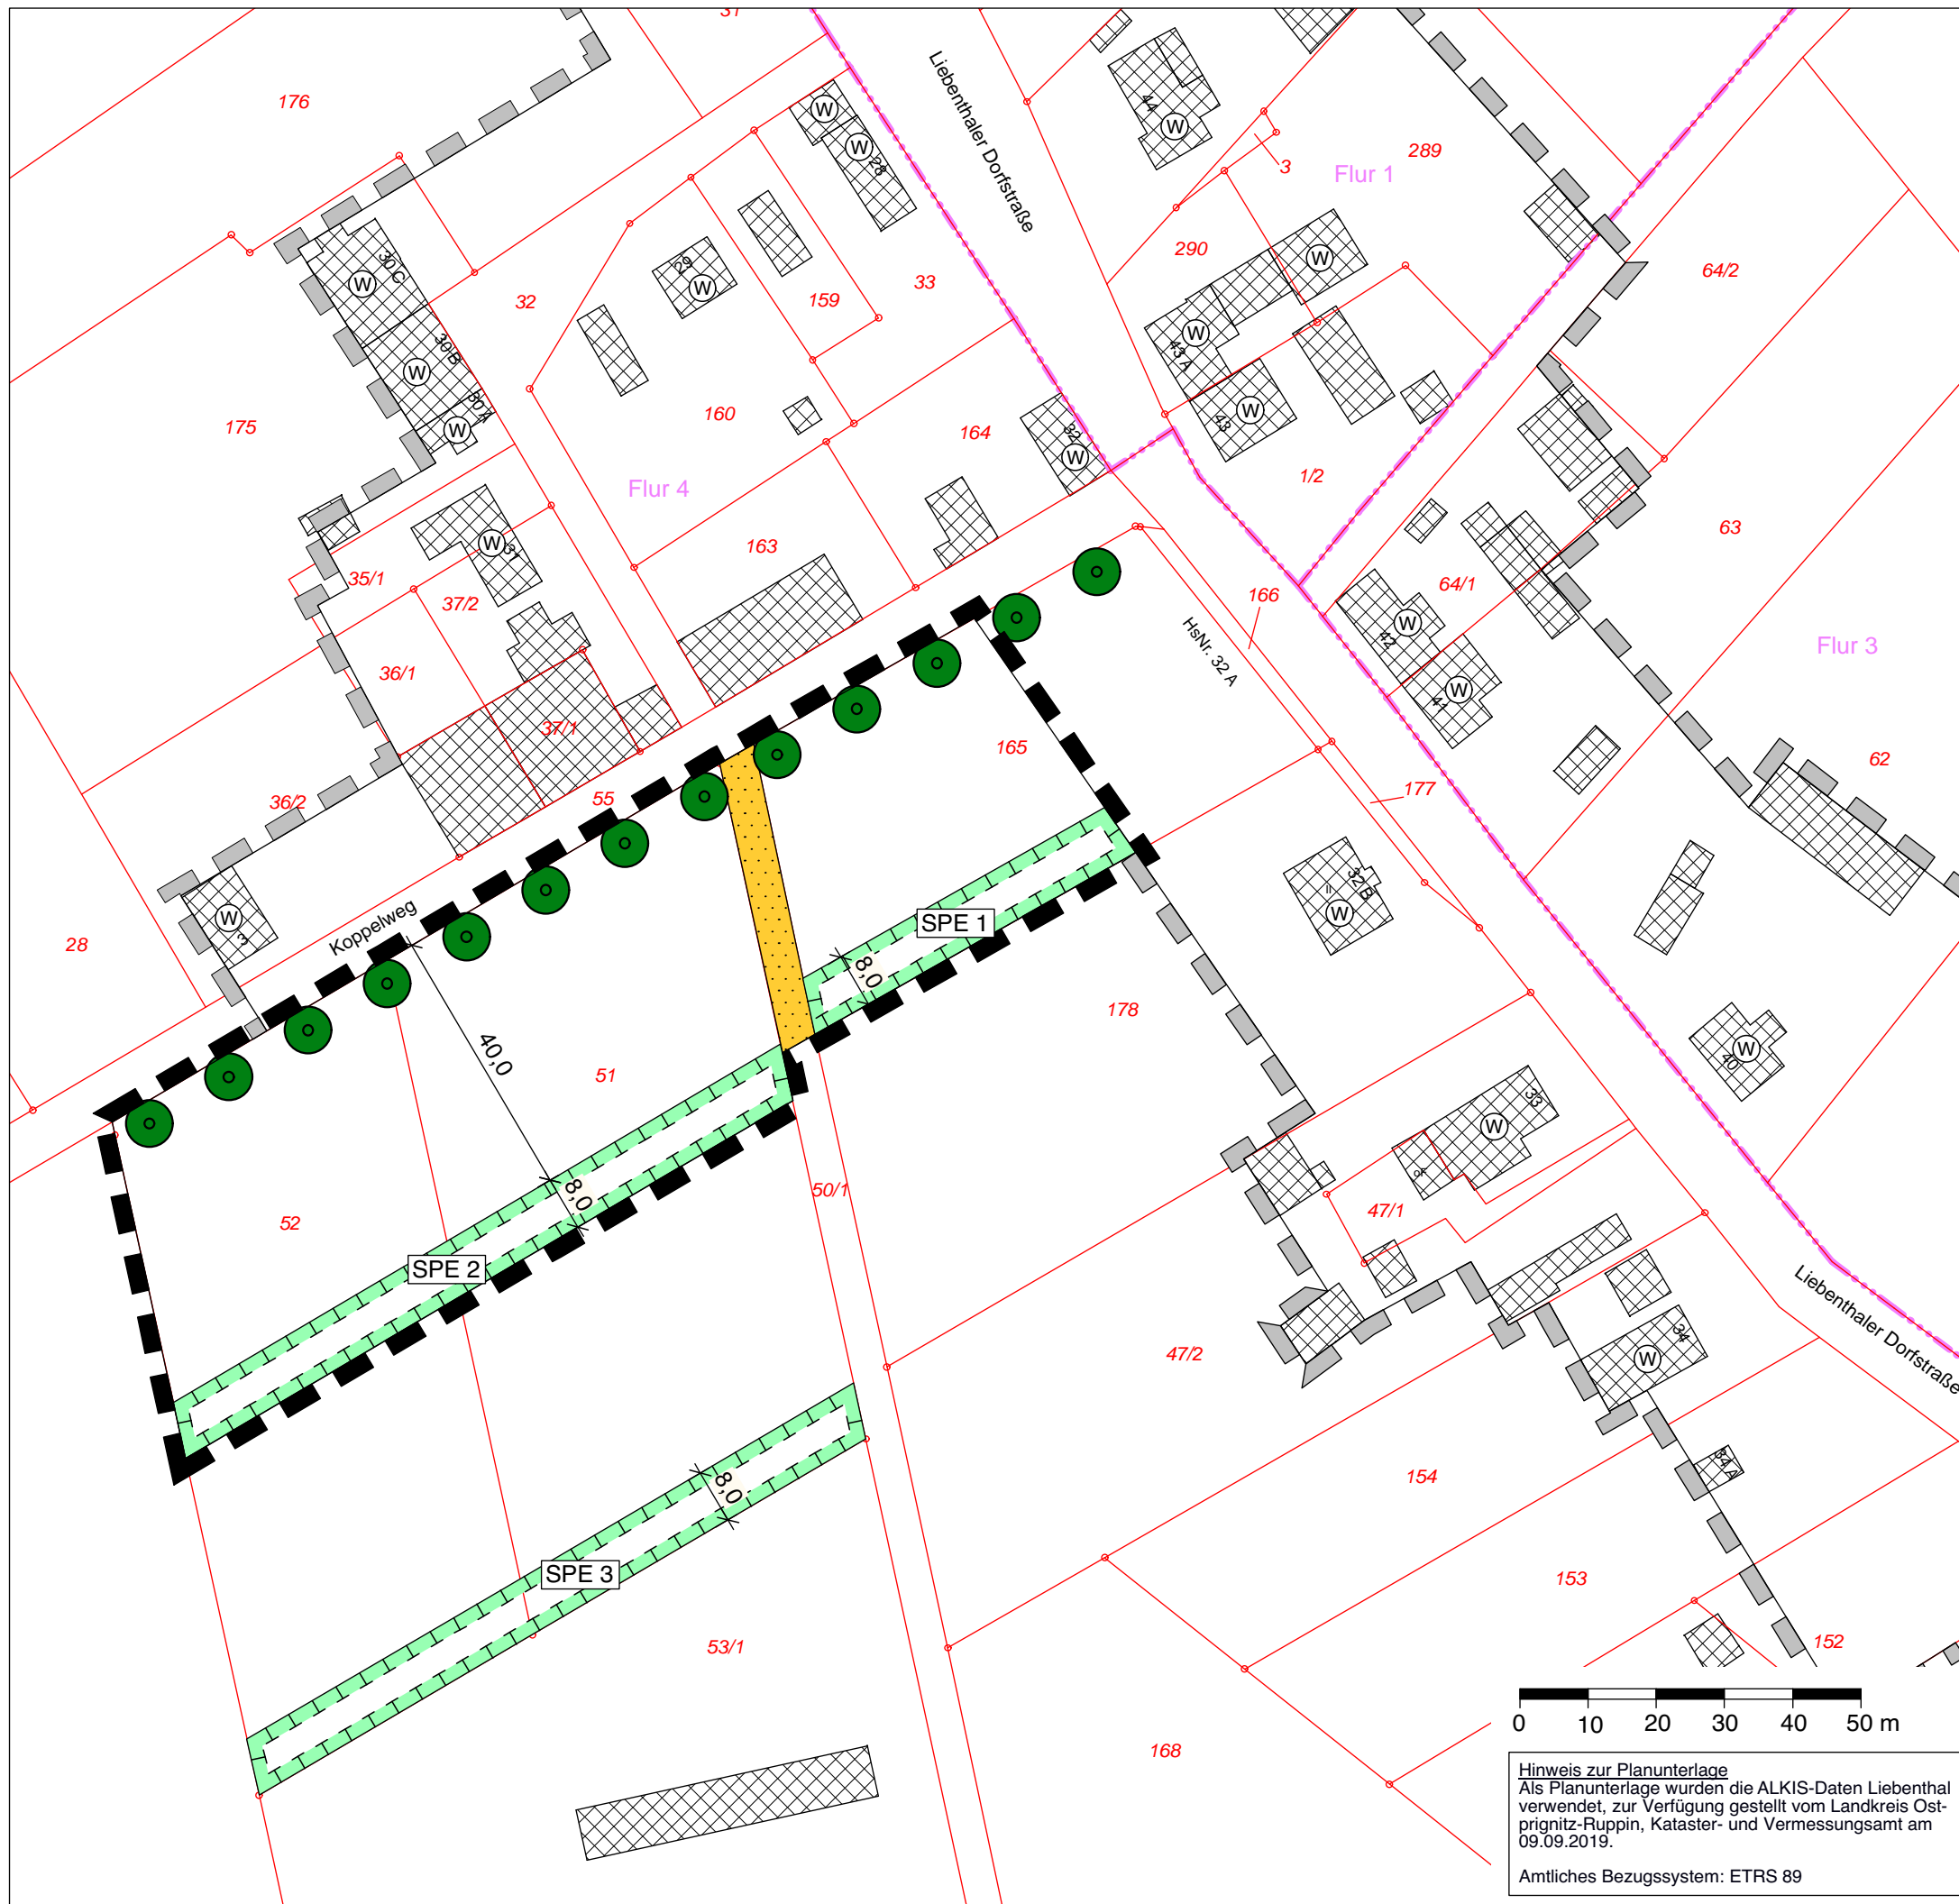 31
176
Liebenthaler Dorfstraße
44
W
W
W
28
3
289
Flur 1
290
W
64/2
30 C
W
32
29
W
159
33
W
43 A
30 B
W
30 A
W
175
160
164
32
W
43
W
1/2
Flur 4
63
W
31
163
35/1
37/2
64/1
166
HsNr. 32 A
W
42
Flur 3
36/1
W
41
37/1
165
62
36/2
55
177
32 B
II
W
W
3
Koppelweg
28
SPE 1
8,0
178
40,0
51
W
40
33
W
oF
8,0
50/1
47/1
52
SPE 2
Liebenthaler Dorfstraße
34
W
47/2
34 A
8,0
154
SPE 3
153
53/1
152
168
0 10 20 30 40 50 m
Hinweis zur Planunterlage
Als Planunterlage wurden die ALKIS-Daten Liebenthal
verwendet, zur Verfügung gestellt vom Landkreis Ost-
prignitz-Ruppin, Kataster- und Vermessungsamt am
09.09.2019.
Amtliches Bezugssystem: ETRS 89